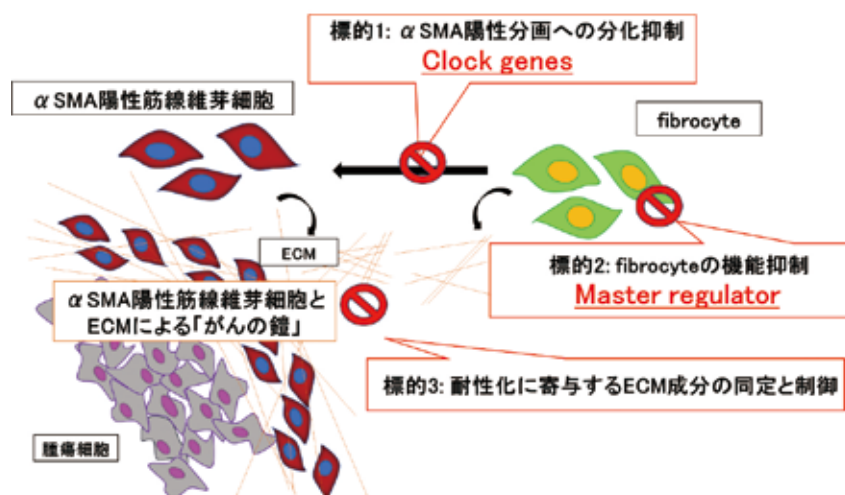 標的1: αSMA陽性分画への分化抑制
Clock genes
αSMA陽性筋線維芽細胞
fibrocyte
ECM
標的2: fibrocyteの機能抑制
Master regulator
αSMA陽性筋線維芽細胞と
ECMによる「がんの鎧」
標的3: 耐性化に寄与するECM成分の同定と制御
腫瘍細胞